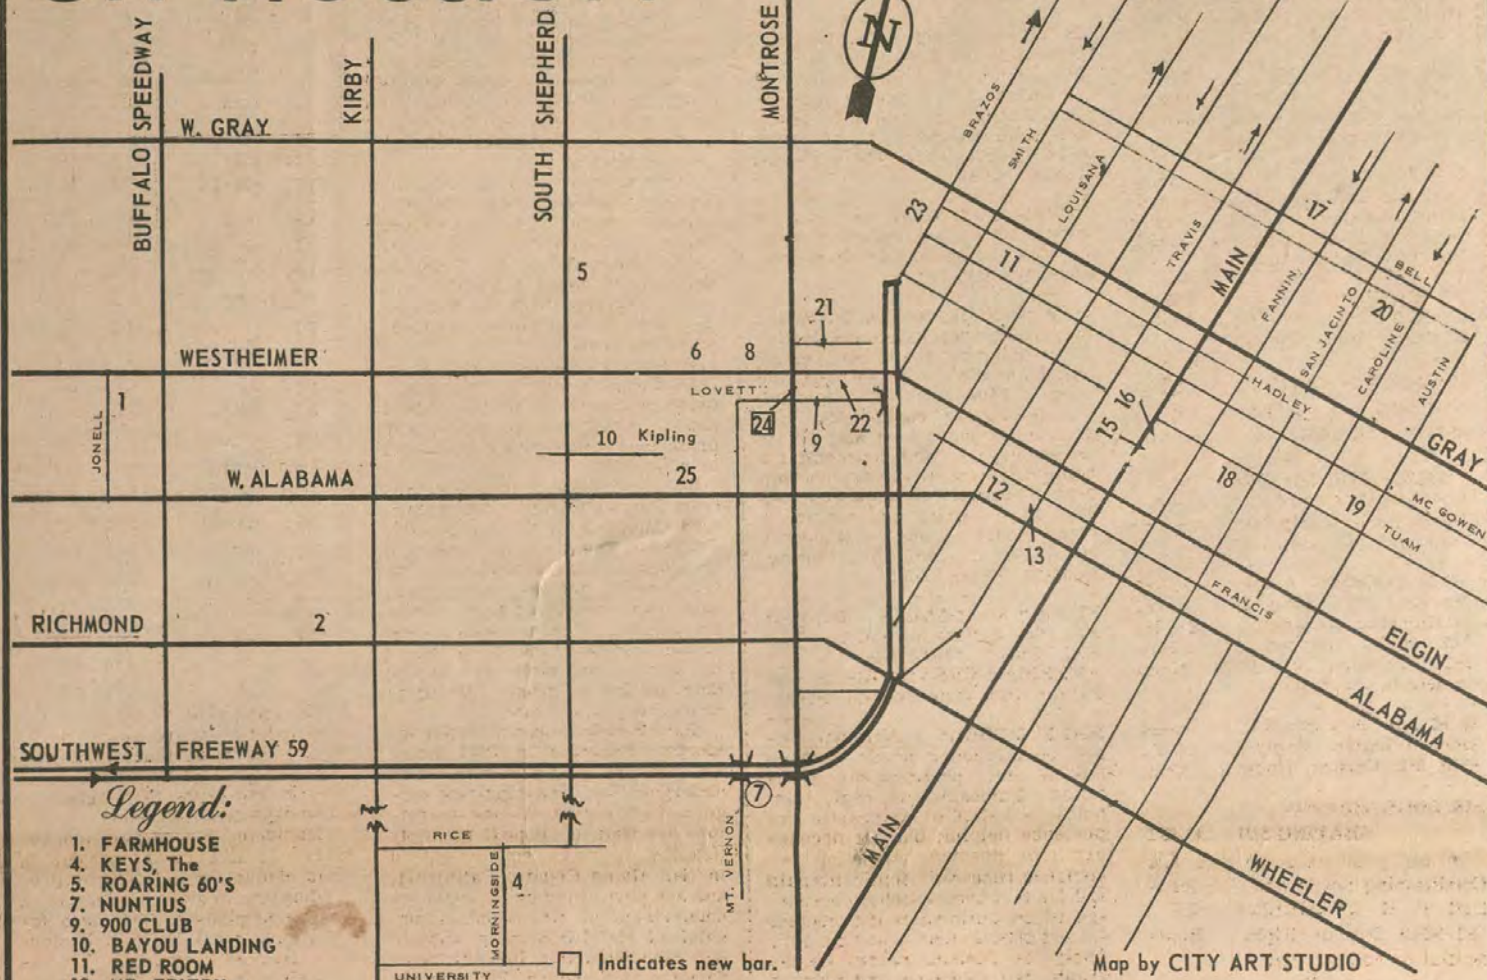 BUFFALO SPEEDWAY
KIRBY
SOUTH SHEPHERD
MONTROSE
N
W. GRAY
BRAZOS
SMITH
LOUISANA
TRAVIS
MAIN
FANNIN
SAN JACINTO
CAROLINE
AUSTIN
BELL
17
20
23
11
5
21
WESTHEIMER
6
8
LOVETT
24
9
22
JONELL
1
10
Kipling
W. ALABAMA
25
HADLEY
GRAY
16
15
18
19
MC GOWEN
TUAM
12
13
FRANCIS
ELGIN
ALABAMA
WHEELER
RICHMOND
2
SOUTHWEST FREEWAY 59
7
MT. VERNON
MAIN
RICE
MORNINGSIDE
4
UNIVERSITY
Legend:
1. FARMHOUSE
4. KEYS, The
5. ROARING 60'S
7. NUNTIUS
9. 900 CLUB
10. BAYOU LANDING
11. RED ROOM
Indicates new bar.
Map by CITY ART STUDIO